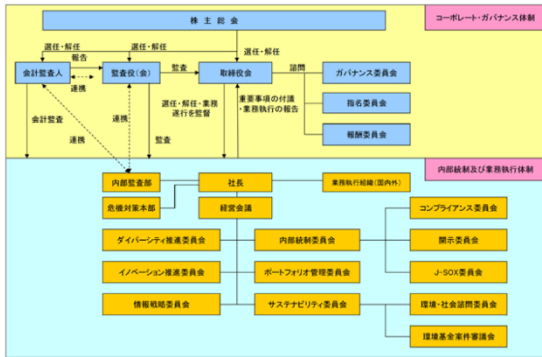 コーポレート・ガバナンス体制
株主総会
選任・解任
選任・解任
選任・解任
報告
会計監査人
監査役(会)
監査
取締役会
諮問
ガバナンス委員会
連携
指名委員会
選任・解任・業務
遂行を監督
重要事項の付議
・業務執行の報告
会計監査
連携
報酬委員会
連携
監査
内部統制及び業務執行体制
内部監査部
社長
業務執行組織(国内外)
危機対策本部
経営会議
コンプライアンス委員会
ダイバーシティ推進委員会
内部統制委員会
開示委員会
イノベーション推進委員会
ポートフォリオ管理委員会
J-SOX委員会
情報戦略委員会
サステナビリティ委員会
環境・社会諮問委員会
環境基金案件審議会